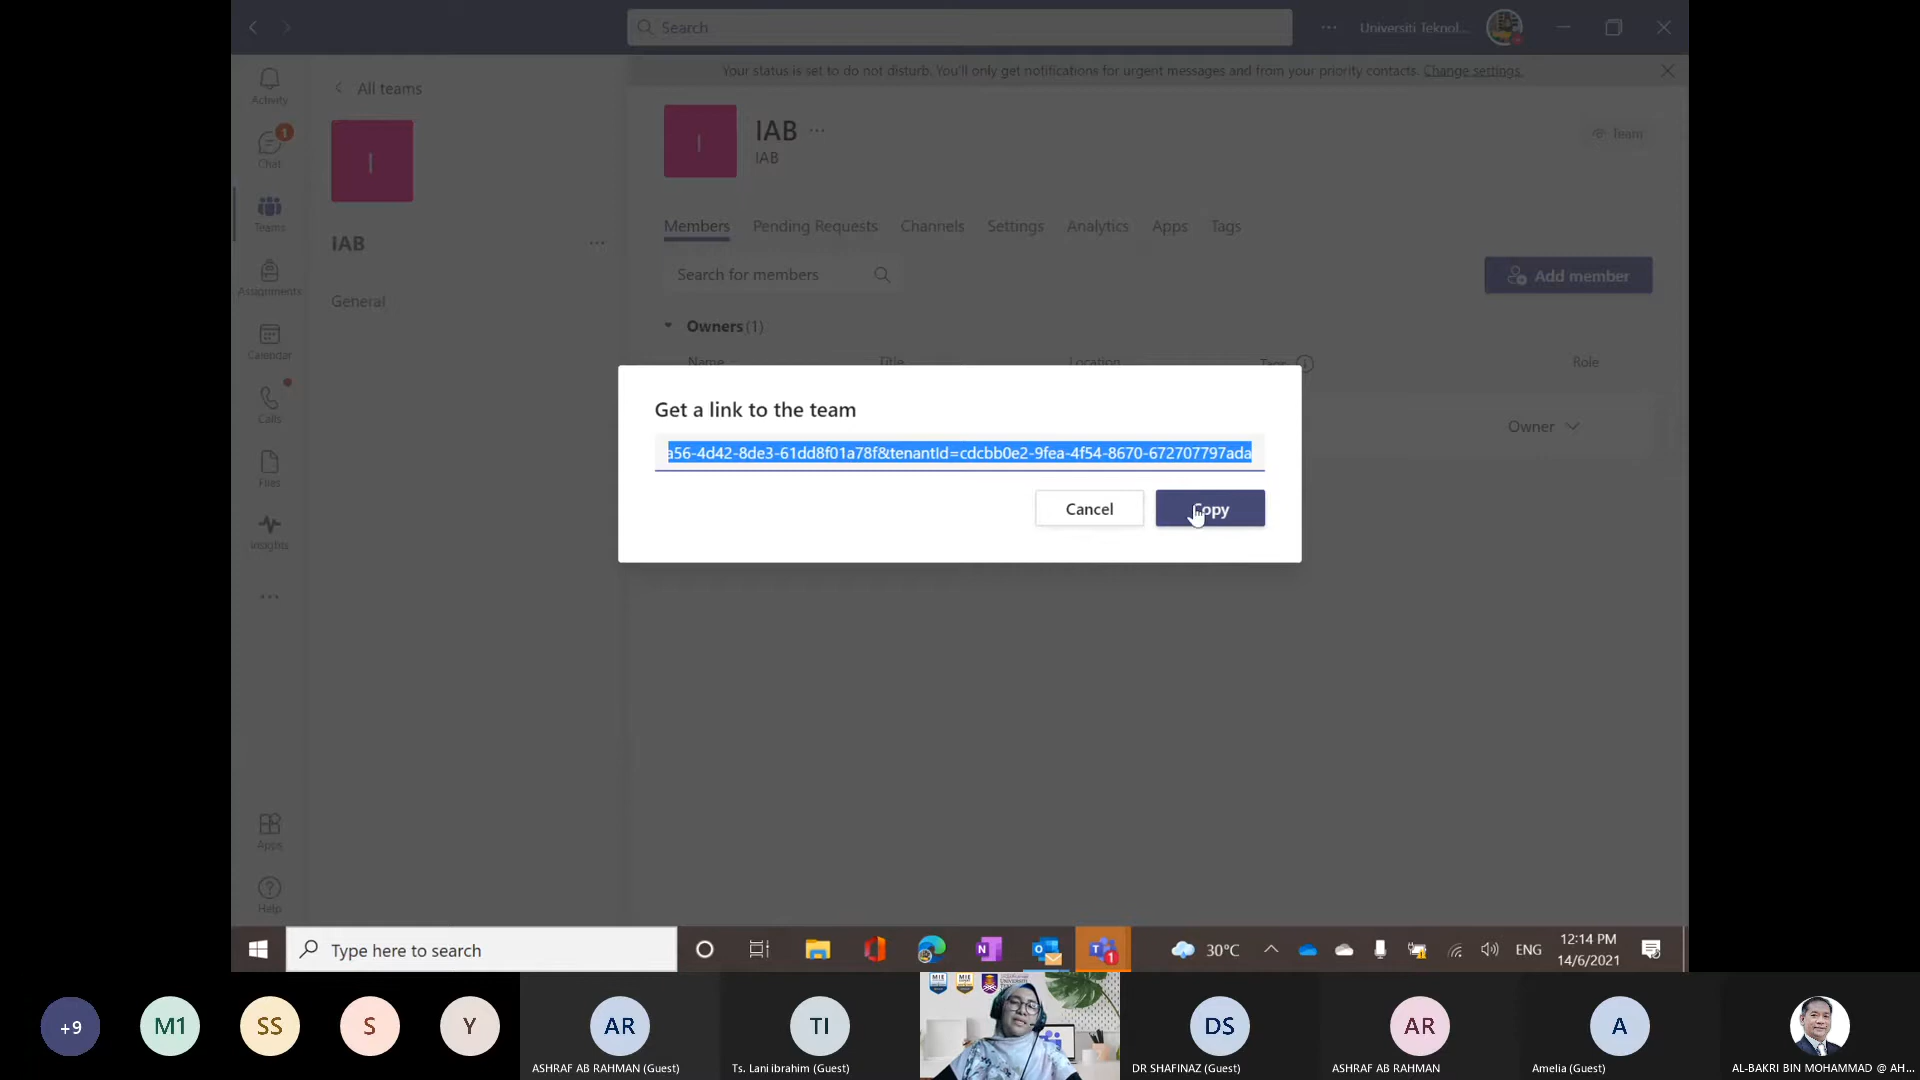 Search
Universiti Teknol...
Your status is set to do not disturb. You'll only get notifications for urgent messages and from your priority contacts. Change settings.
Activity
1
Chat
Teams
Assignments
Calendar
Calls
Files
Insights
Apps
Help
All teams
I
IAB
General
I
IAB
IAB
Team
Members Pending Requests Channels Settings Analytics Apps Tags
Search for members
Add member
Owners (1)
Name Title Location Tags Role
Owner
Get a link to the team
a56-4d42-8de3-61dd8f01a78f&tenantId=cdcbb0e2-9fea-4f54-8670-672707797ada
Cancel
Copy
Type here to search
1
30°C
ENG
12:14 PM
14/6/2021
+9
M1
SS
S
Y
AR
ASHRAF AB RAHMAN (Guest)
TI
Ts. Lani ibrahim (Guest)
MIE
MIE
DS
DR SHAFINAZ (Guest)
AR
ASHRAF AB RAHMAN
A
Amelia (Guest)
AL-BAKRI BIN MOHAMMAD @ AH...